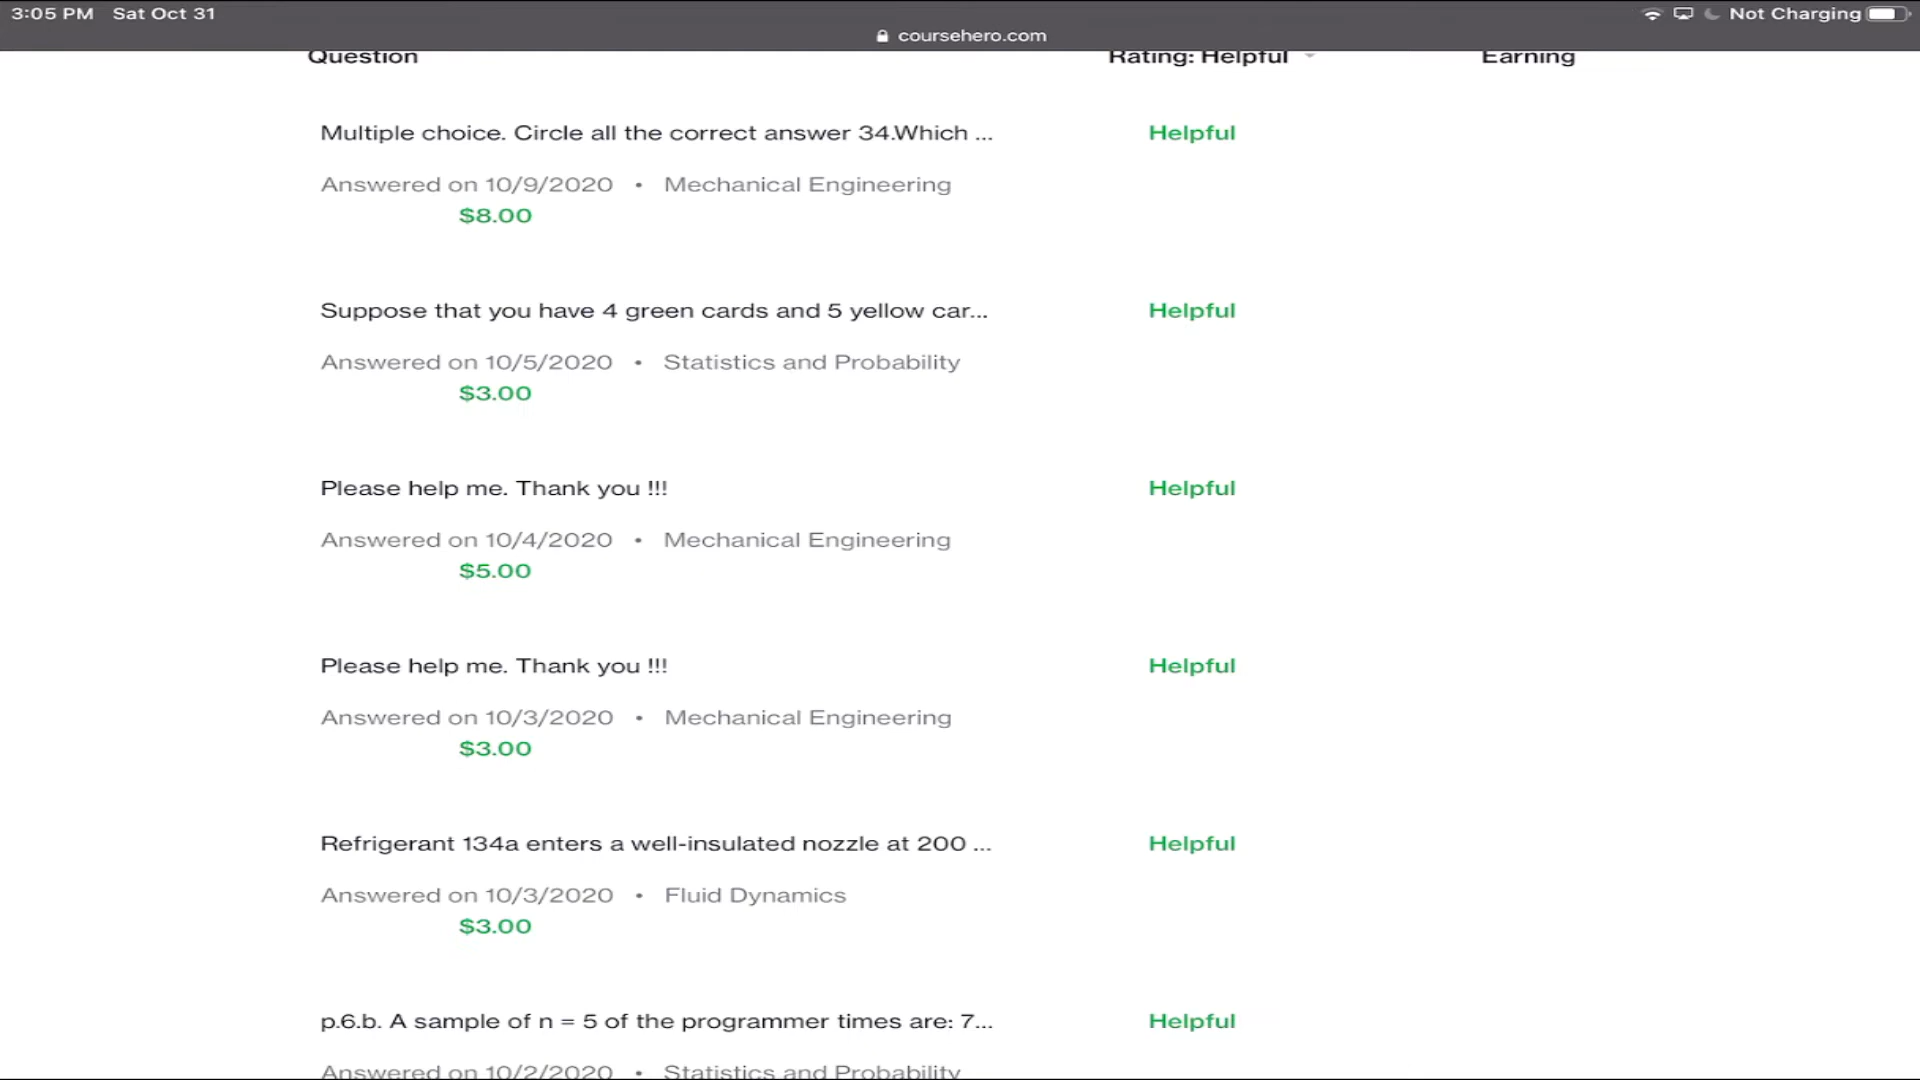 3:05 PM Sat Oct 31 Not Charging
coursehero.com
Question Rating: Helpful Earning
Multiple choice. Circle all the correct answer 34.Which ... Helpful
Answered on 10/9/2020 • Mechanical Engineering
$8.00
Suppose that you have 4 green cards and 5 yellow car... Helpful
Answered on 10/5/2020 • Statistics and Probability
$3.00
Please help me. Thank you !!! Helpful
Answered on 10/4/2020 • Mechanical Engineering
$5.00
Please help me. Thank you !!! Helpful
Answered on 10/3/2020 • Mechanical Engineering
$3.00
Refrigerant 134a enters a well-insulated nozzle at 200 ... Helpful
Answered on 10/3/2020 • Fluid Dynamics
$3.00
p.6.b. A sample of n = 5 of the programmer times are: 7... Helpful
Answered on 10/2/2020 • Statistics and Probability